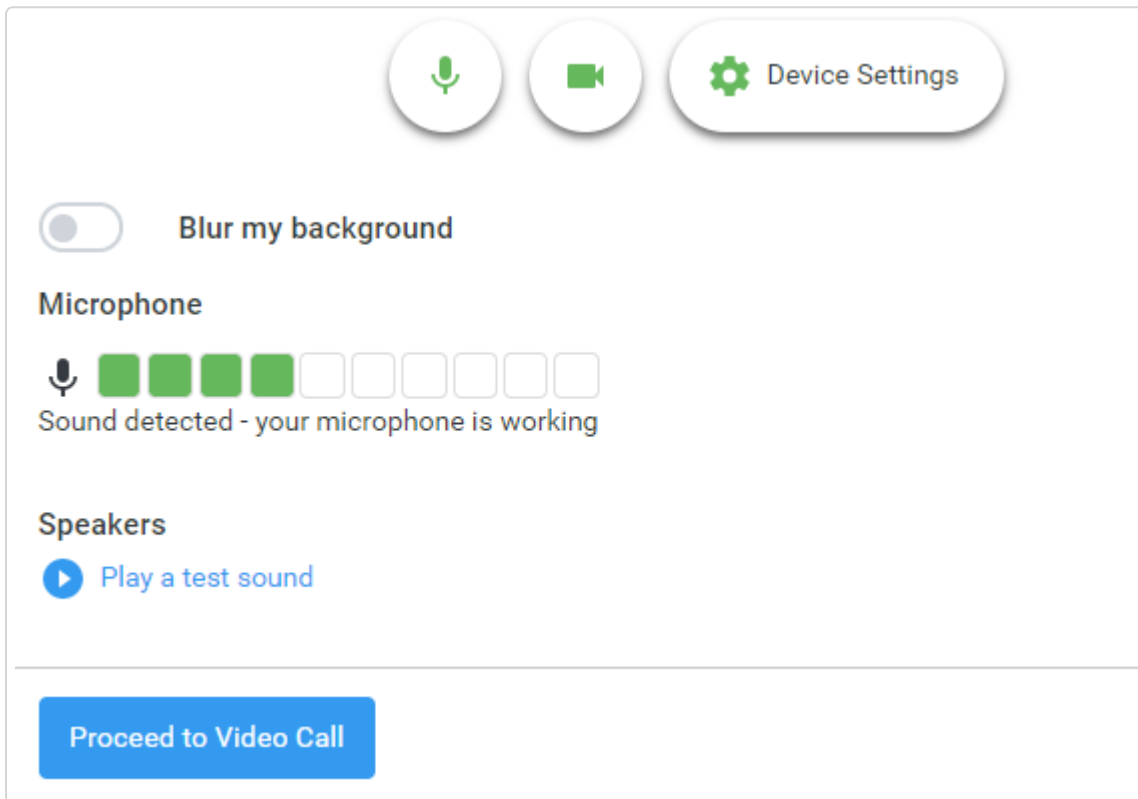 Device Settings
Blur my background
Microphone
Sound detected - your microphone is working
Speakers
Play a test sound
Proceed to Video Call